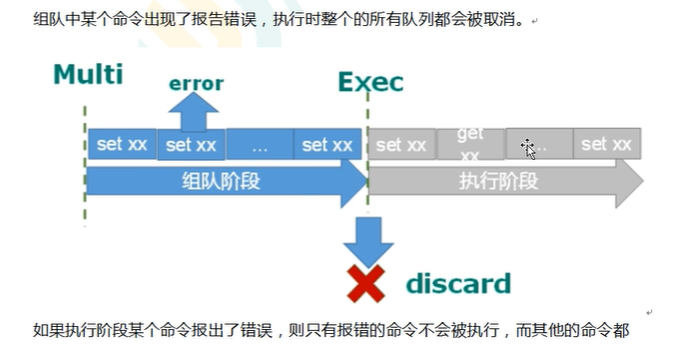 组队中某个命令出现了报告错误，执行时整个的所有队列都会被取消。
Multi
error
Exec
set xx
set xx
...
set xx
set xx
get xx
...
set xx
组队阶段
执行阶段
discard
如果执行阶段某个命令报出了错误，则只有报错的命令不会被执行，而其他的命令都